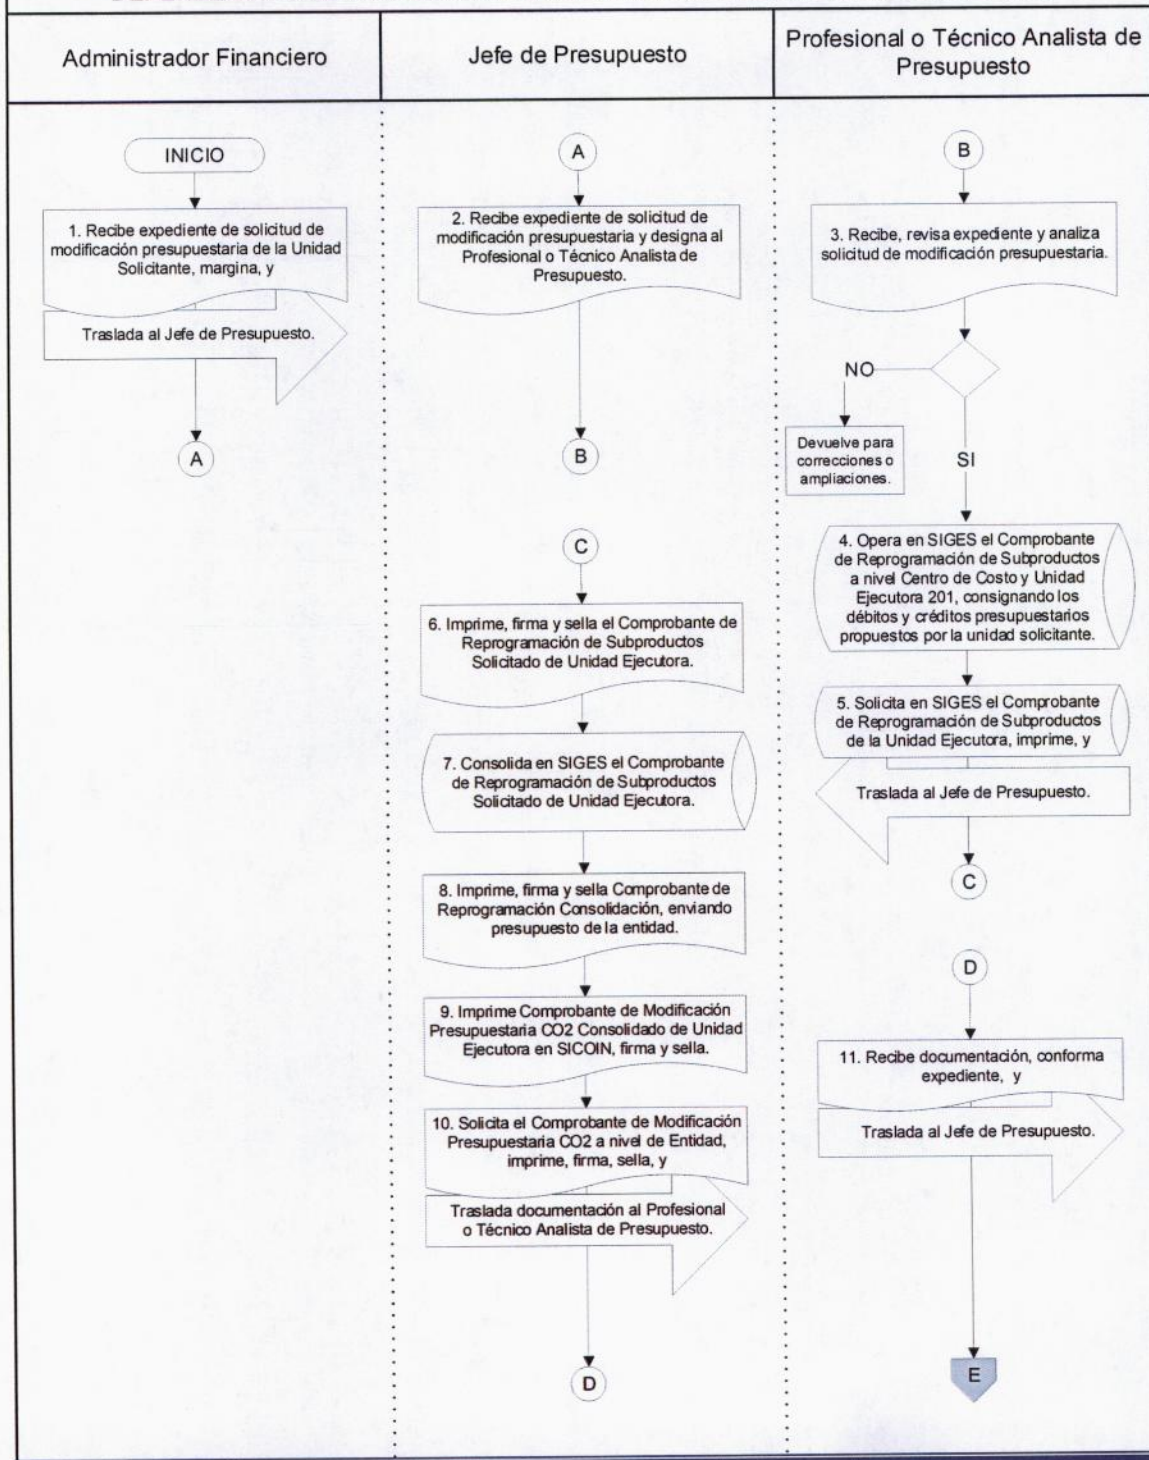 Administrador Financiero
Jefe de Presupuesto
Profesional o Técnico Analista de
Presupuesto
INICIO
1. Recibe expediente de solicitud de
modificación presupuestaria de la Unidad
Solicitante, margina, y
Traslada al Jefe de Presupuesto.
A
A
2. Recibe expediente de solicitud de
modificación presupuestaria y designa al
Profesional o Técnico Analista de
Presupuesto.
B
C
6. Imprime, firma y sella el Comprobante de
Reprogramación de Subproductos
Solicitado de Unidad Ejecutora.
7. Consolida en SIGES el Comprobante
de Reprogramación de Subproductos
Solicitado de Unidad Ejecutora.
8. Imprime, firma y sella Comprobante de
Reprogramación Consolidación, enviando
presupuesto de la entidad.
9. Imprime Comprobante de Modificación
Presupuestaria CO2 Consolidado de Unidad
Ejecutora en SICOIN, firma y sella.
10. Solicita el Comprobante de Modificación
Presupuestaria CO2 a nivel de Entidad,
imprime, firma, sella, y
Traslada documentación al Profesional
o Técnico Analista de Presupuesto.
D
B
3. Recibe, revisa expediente y analiza
solicitud de modificación presupuestaria.
NO
Devuelve para
correcciones o
ampliaciones.
SI
4. Opera en SIGES el Comprobante
de Reprogramación de Subproductos
a nivel Centro de Costo y Unidad
Ejecutora 201, consignando los
débitos y créditos presupuestarios
propuestos por la unidad solicitante.
5. Solicita en SIGES el Comprobante
de Reprogramación de Subproductos
de la Unidad Ejecutora, imprime, y
Traslada al Jefe de Presupuesto.
C
D
11. Recibe documentación, conforma
expediente, y
Traslada al Jefe de Presupuesto.
E